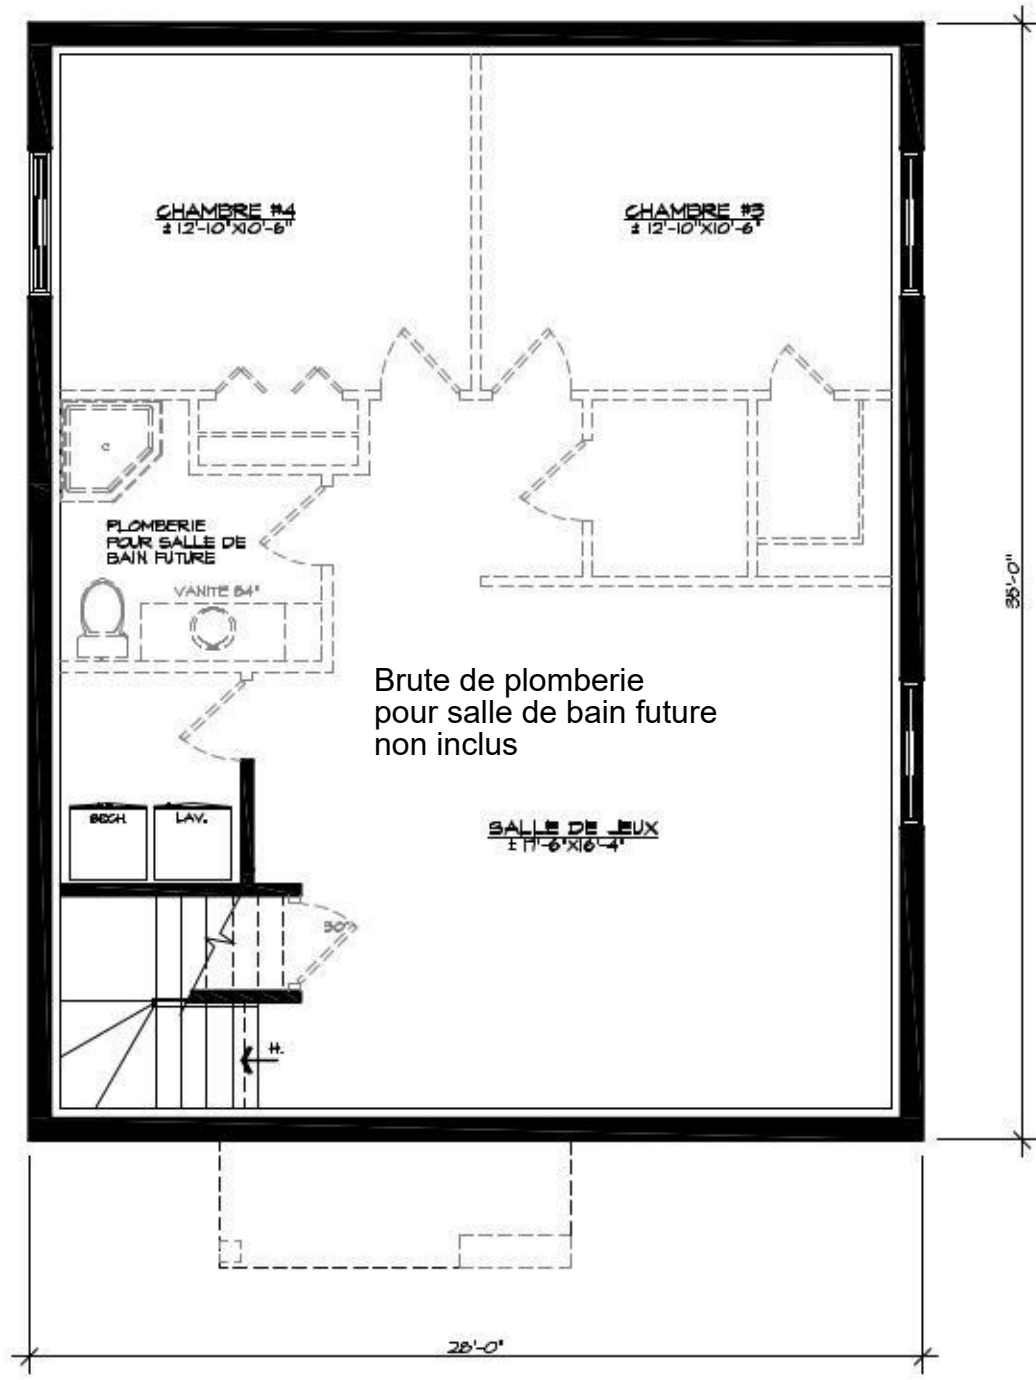 CHAMBRE #4
± 12'-10"X10'-6"
CHAMBRE #3
± 12'-10"X10'-6"
PLOMBERIE
POUR SALLE DE
BAIN FUTURE
VANITE 54"
35'-0"
Brute de plomberie
pour salle de bain future
non inclus
SECH.
LAV.
SALLE DE JEUX
± 17'-6"X16'-4"
30"
H.
28'-0"